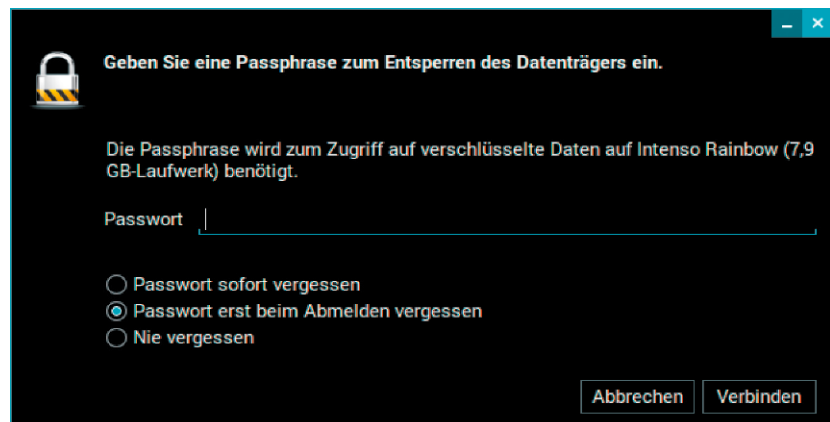 Geben Sie eine Passphrase zum Entsperren des Datenträgers ein.
Die Passphrase wird zum Zugriff auf verschlüsselte Daten auf Intenso Rainbow (7,9
GB-Laufwerk) benötigt.
Passwort
Passwort sofort vergessen
Passwort erst beim Abmelden vergessen
Nie vergessen
Abbrechen Verbinden